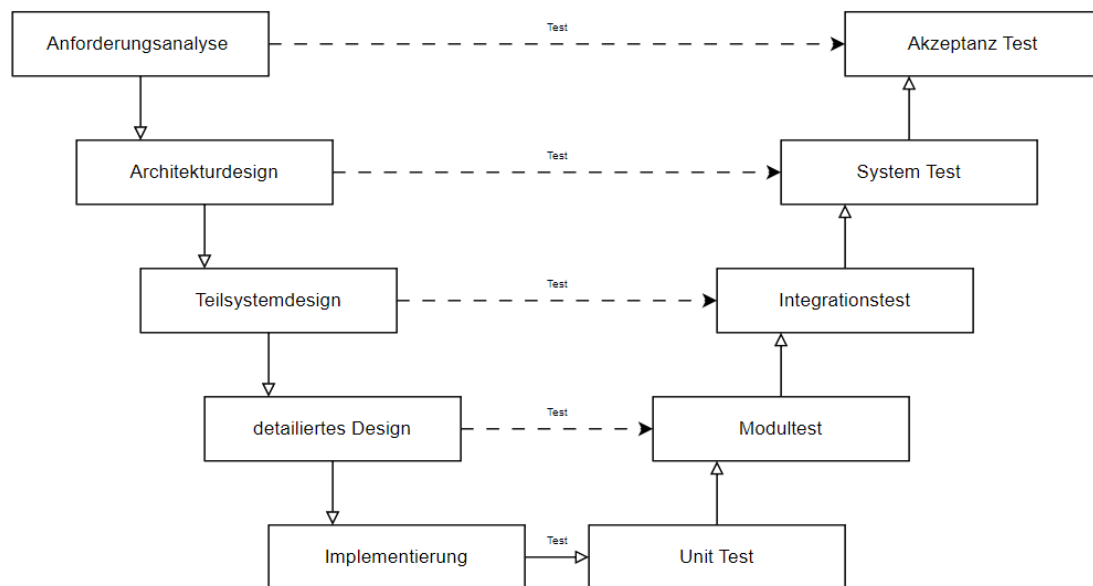 Anforderungsanalyse
Test
Akzeptanz Test
Architekturdesign
Test
System Test
Teilsystemdesign
Test
Integrationstest
detailiertes Design
Test
Modultest
Implementierung
Test
Unit Test